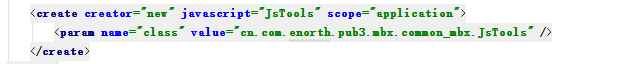 <create creator="new" javascript="JsTools" scope="application">
<param name="class" value="cn.com.enorth.pub3.mbx.common_mbx.JsTools" />
</create>